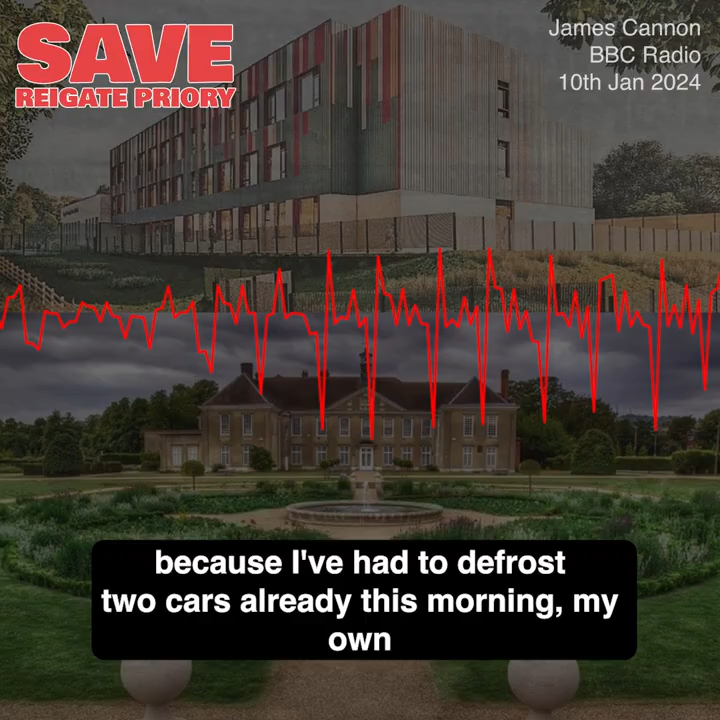 SAVE
REIGATE PRIORY
James Cannon
BBC Radio
10th Jan 2024
because I've had to defrost
two cars already this morning, my
own